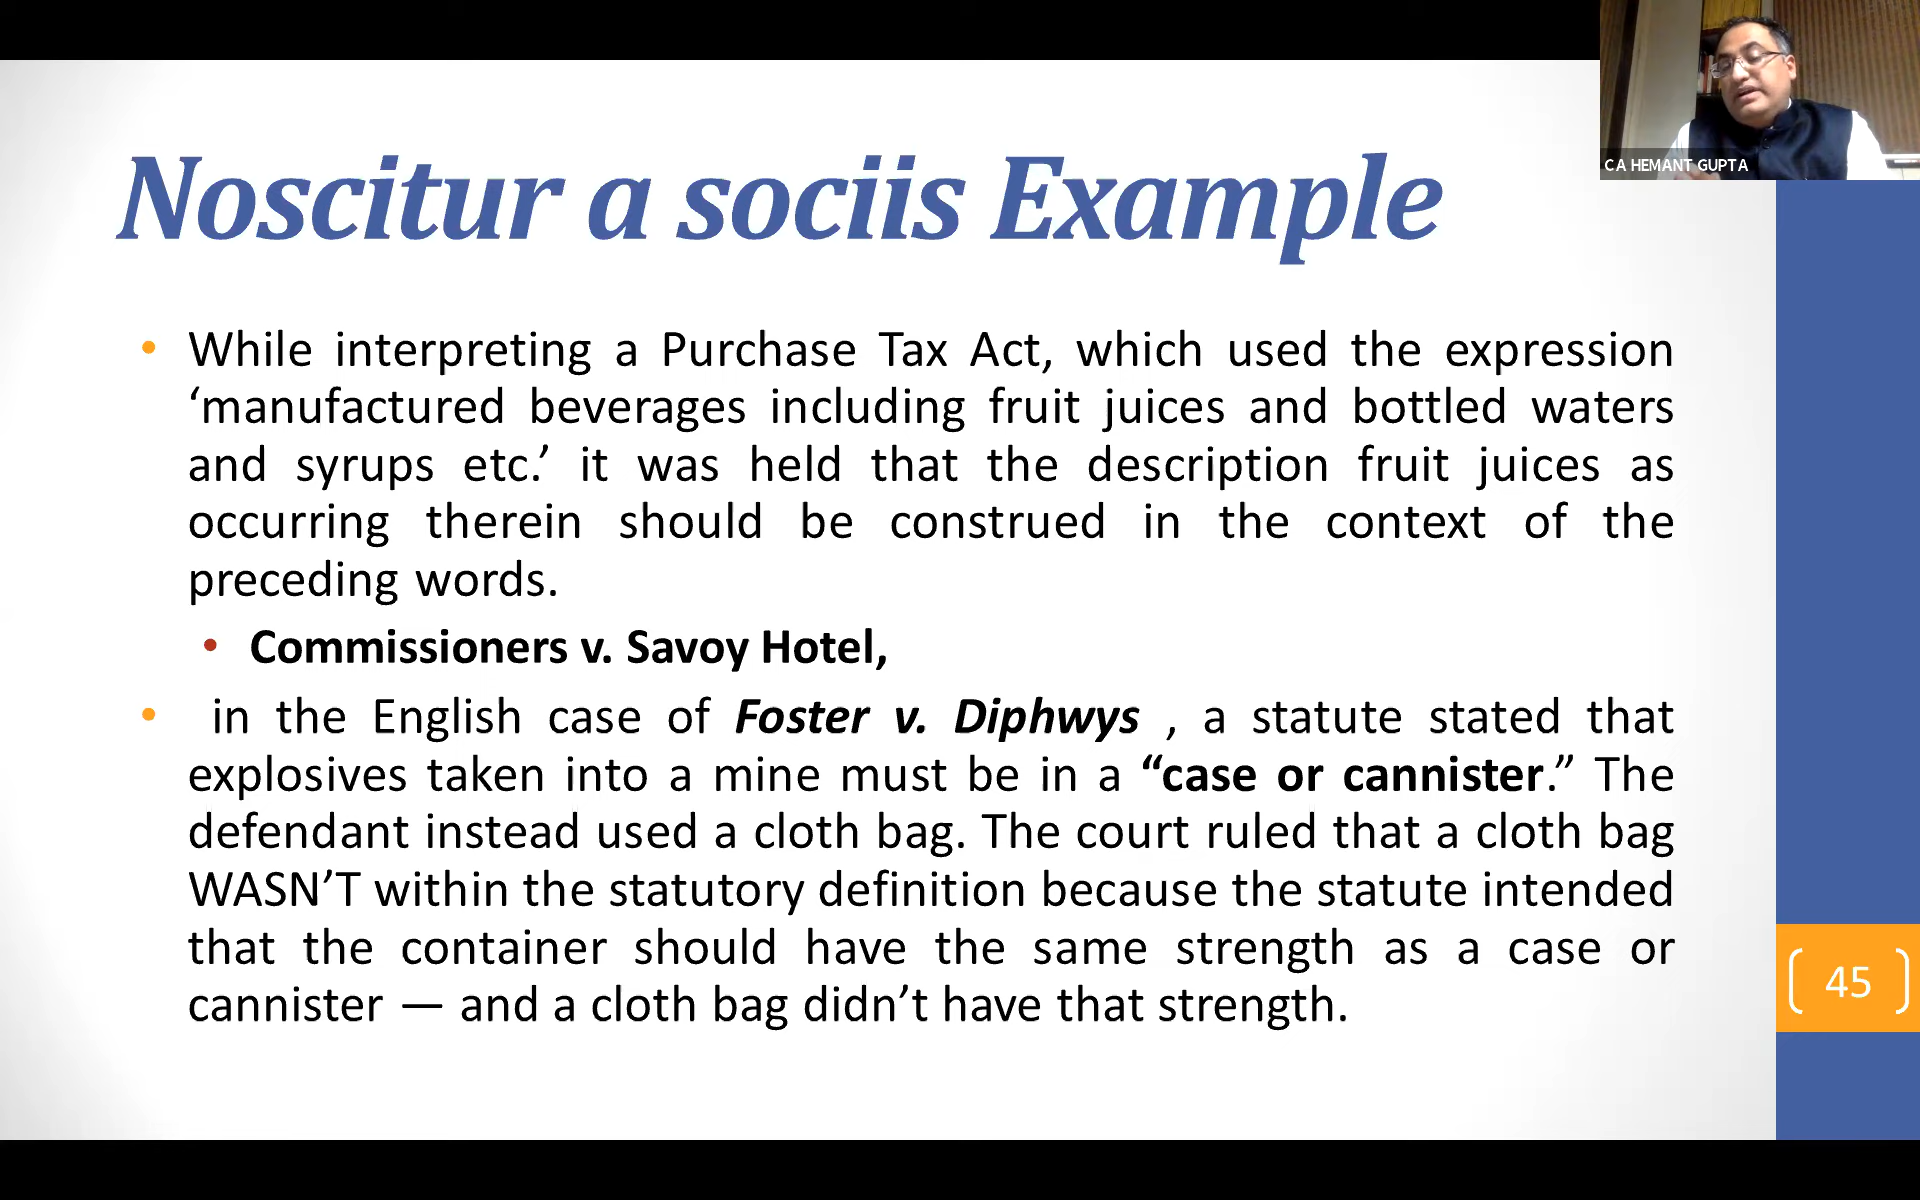 CA HEMANT GUPTA
Noscitur a sociis Example
• While interpreting a Purchase Tax Act, which used the expression
‘manufactured beverages including fruit juices and bottled waters
and syrups etc.’ it was held that the description fruit juices as
occurring therein should be construed in the context of the
preceding words.
• Commissioners v. Savoy Hotel,
• in the English case of Foster v. Diphwys , a statute stated that
explosives taken into a mine must be in a “case or cannister.” The
defendant instead used a cloth bag. The court ruled that a cloth bag
WASN’T within the statutory definition because the statute intended
that the container should have the same strength as a case or
cannister — and a cloth bag didn’t have that strength.
45